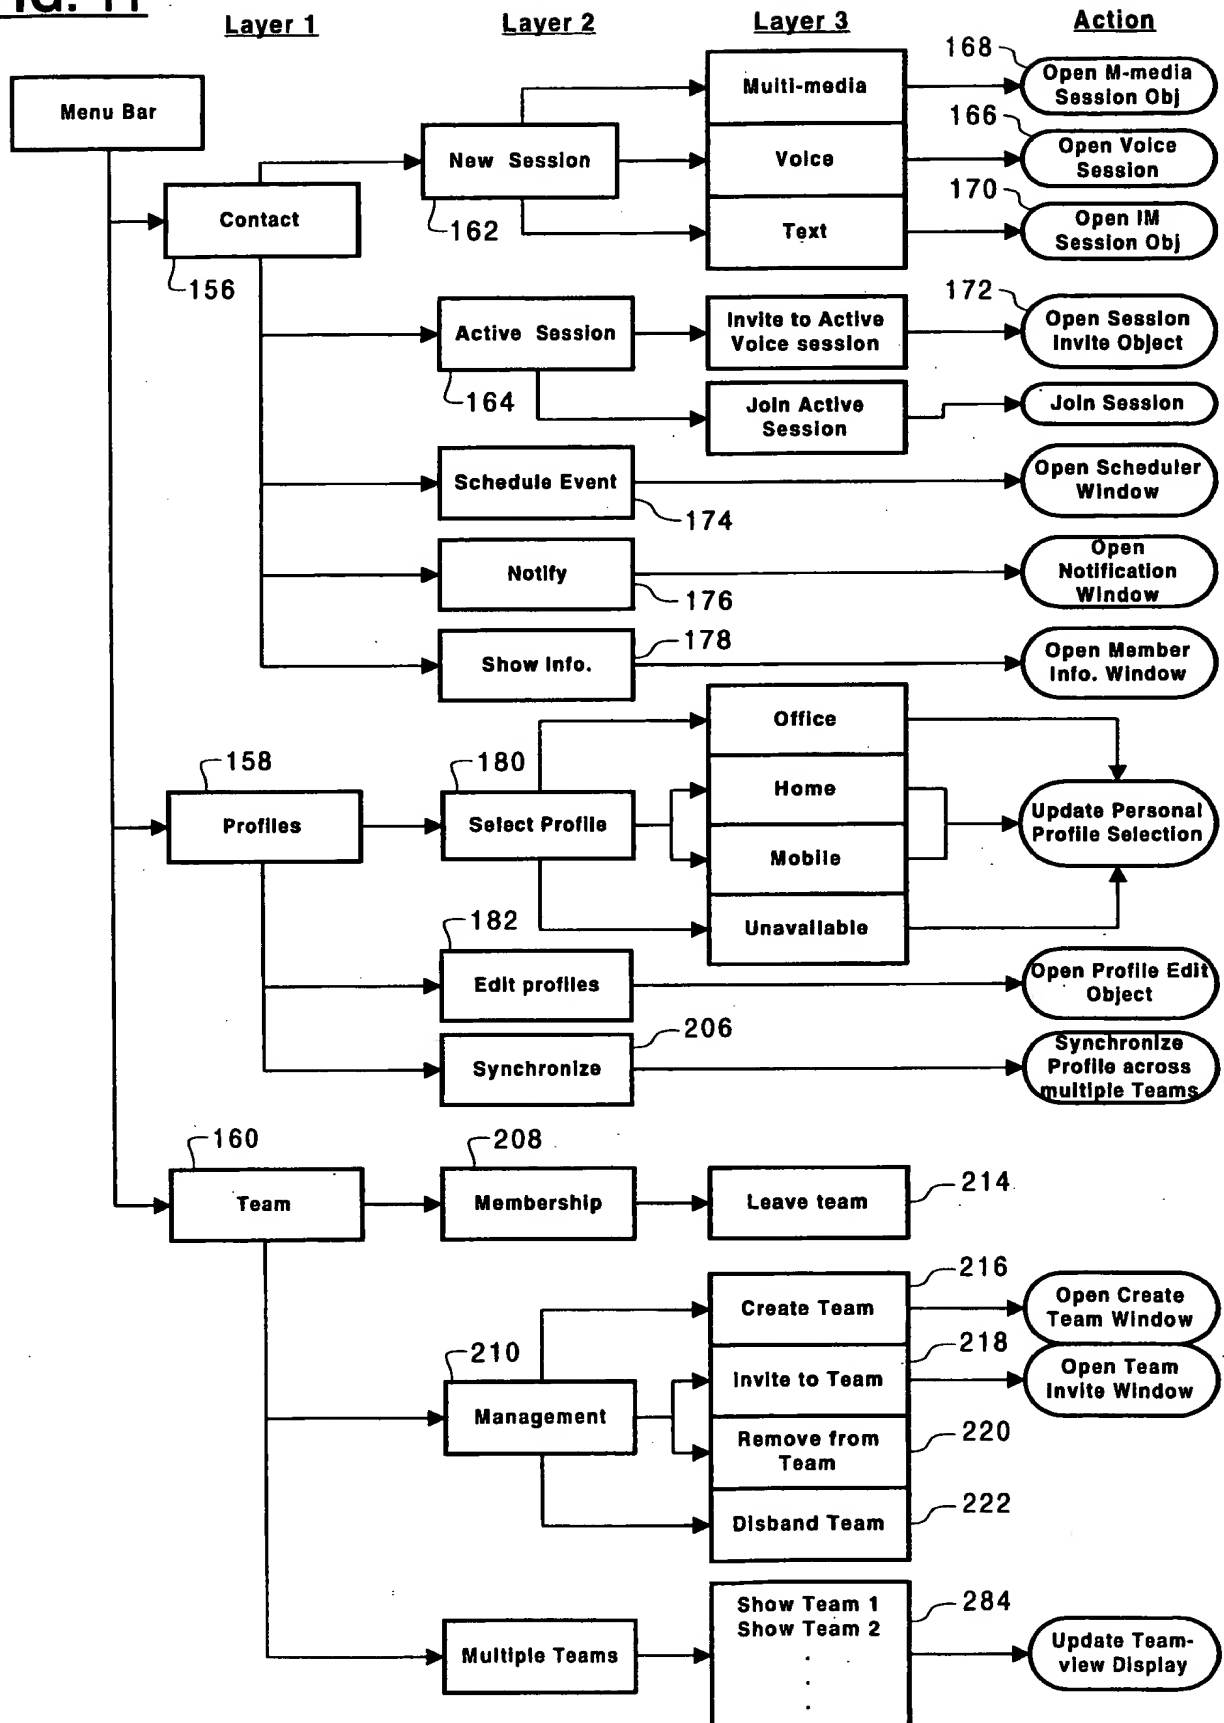 FIG. 11
Layer 1
Layer 2
Layer 3
Action
Menu Bar
Multi-media
168
Open M-media
Session Obj
New Session
162
Voice
166
Open Voice
Session
Contact
156
Text
170
Open IM
Session Obj
Active Session
164
Invite to Active
Voice session
172
Open Session
Invite Object
Join Active
Session
Join Session
Schedule Event
174
Open Scheduler
Window
Notify
176
Open
Notification
Window
Show Info.
178
Open Member
Info. Window
Office
158
Profiles
180
Select Profile
Home
Mobile
Unavailable
Update Personal
Profile Selection
182
Edit profiles
Open Profile Edit
Object
206
Synchronize
Synchronize
Profile across
multiple Teams
160
Team
208
Membership
Leave team
214
216
Create Team
Open Create
Team Window
210
Management
218
Invite to Team
Open Team
Invite Window
Remove from
Team
220
Disband Team
222
Multiple Teams
Show Team 1
Show Team 2
.
.
.
284
Update Team-
view Display